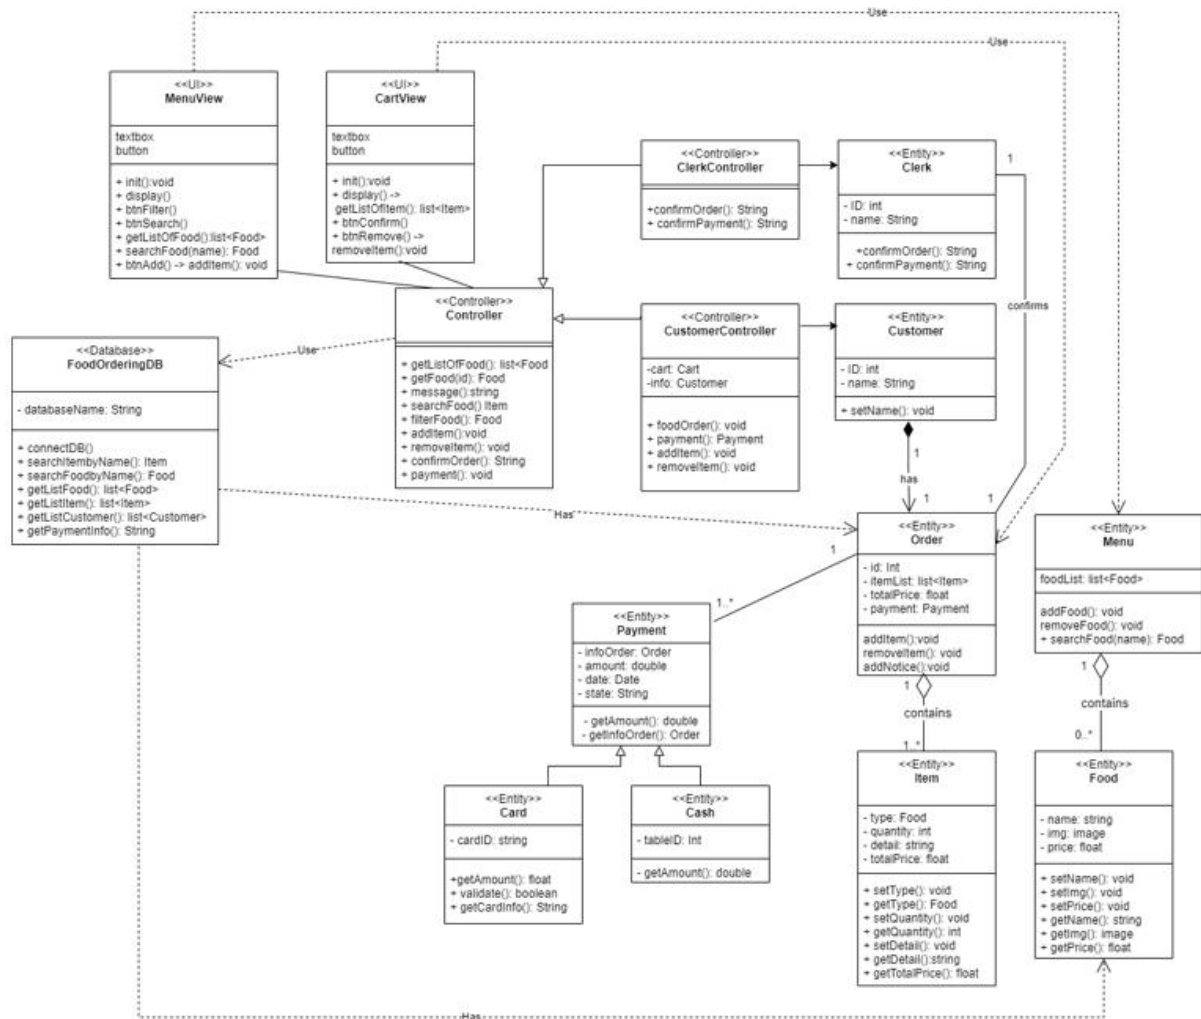 Use
Use
<<UI>>
MenuView
textbox
button
+ init():void
+ display()
+ btnFilter()
+ btnSearch()
+ getListOfFood():list<Food>
+ searchFood(name): Food
+ btnAdd() -> addItem(): void
<<UI>>
CartView
textbox
button
+ init():void
+ display() ->
getListOfItem(): list<Item>
+ btnConfirm()
+ btnRemove() ->
removeItem():void
<<Controller>>
ClerkController
+confirmOrder(): String
+ confirmPayment(): String
<<Entity>>
Clerk
- ID: int
- name: String
+confirmOrder(): String
+ confirmPayment(): String
1
confirms
1
<<Controller>>
Controller
+ getListOfFood(): list<Food
+ getFood(id): Food
+ message():string
+ searchFood() Item
+ filterFood(): Food
+ addItem():void
+ removeItem(): void
+ confirmOrder(): String
+ payment(): void
<<Controller>>
CustomerController
-cart: Cart
-info: Customer
+ foodOrder(): void
+ payment(): Payment
+ addItem(): void
+ removeItem(): void
<<Entity>>
Customer
- ID: int
- name: String
+ setName(): void
1
has
1
Use
<<Database>>
FoodOrderingDB
- databaseName: String
+ connectDB()
+ searchItembyName(): Item
+ searchFoodbyName(): Food
+ getListFood(): list<Food>
+ getListItem(): list<Item>
+ getListCustomer(): list<Customer>
+ getPaymentInfo(): String
Has
<<Entity>>
Order
- id: Int
- itemList: list<Item>
- totalPrice: float
- payment: Payment
addItem():void
removeItem(): void
addNotice():void
<<Entity>>
Menu
foodList: list<Food>
addFood(): void
removeFood(): void
+ searchFood(name): Food
1
1..*
<<Entity>>
Payment
- infoOrder: Order
- amount: double
- date: Date
- state: String
- getAmount(): double
- getInfoOrder(): Order
1
contains
1..*
1
contains
0..*
<<Entity>>
Card
- cardID: string
+getAmount(): float
+ validate(): boolean
+ getCardInfo(): String
<<Entity>>
Cash
- tableID: Int
- getAmount(): double
<<Entity>>
Item
- type: Food
- quantity: int
- detail: string
- totalPrice: float
+ setType(): void
+ getType(): Food
+ setQuantity(): void
+ getQuantity(): int
+ setDetail(): void
+ getDetail():string
+ getTotalPrice(): float
<<Entity>>
Food
- name: string
- img: image
- price: float
+ setName(): void
+ setImg(): void
+ setPrice(): void
+ getName(): string
+ getImg(): image
+ getPrice(): float
Has